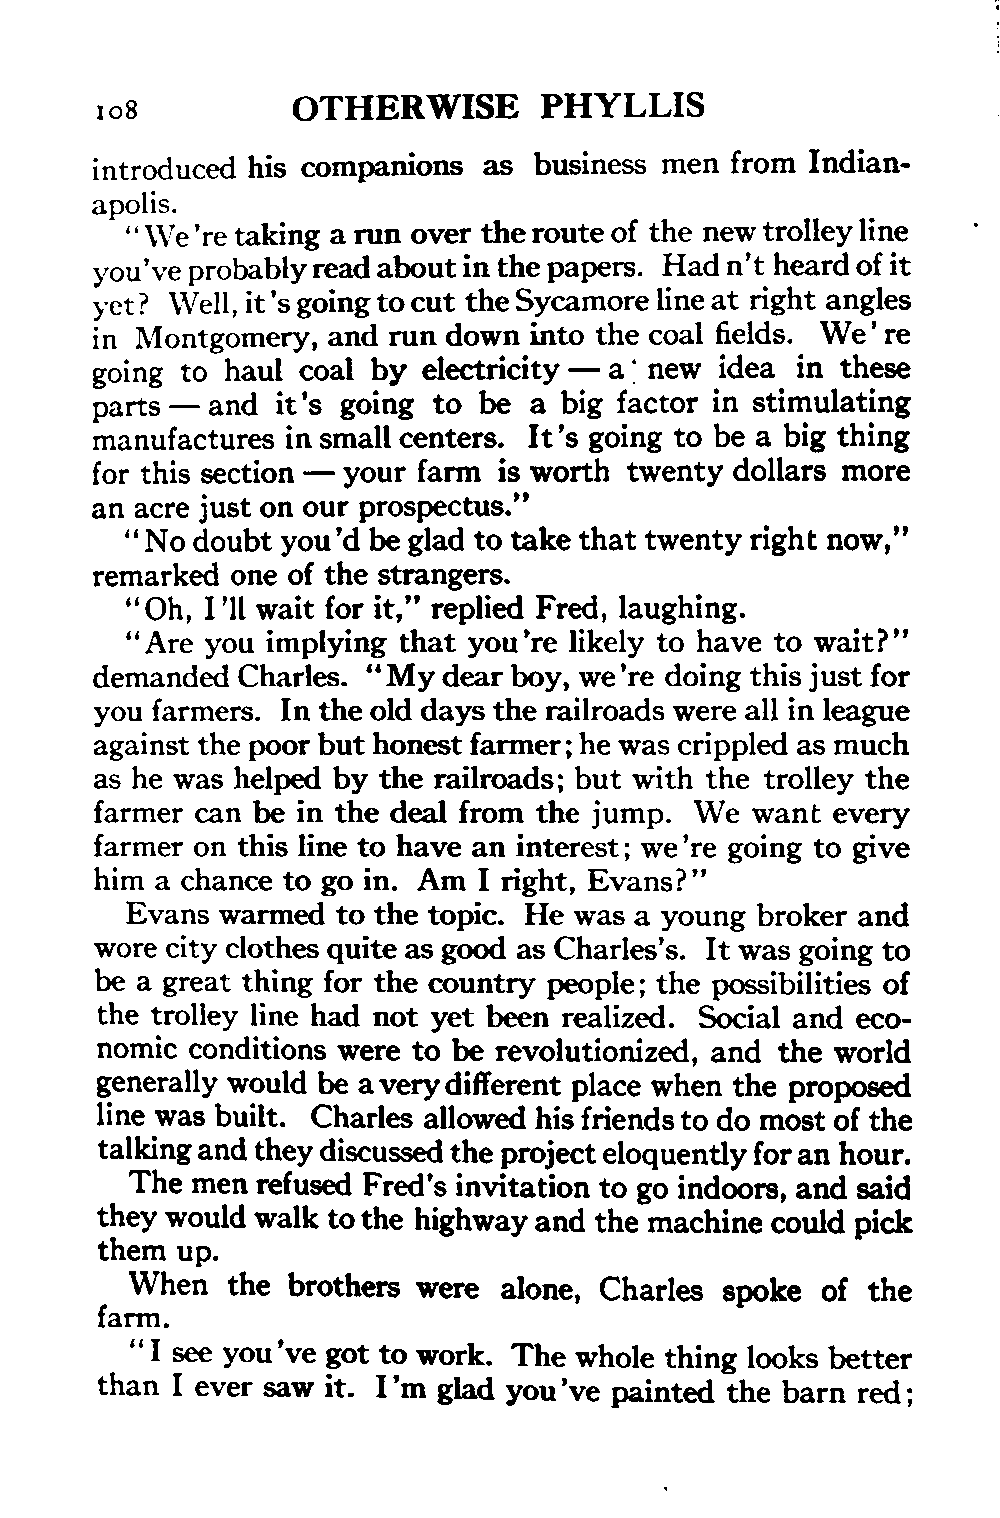 108 OTHERWISE PHYLLIS
introduced his companions as business men from Indian-
apolis.
"We're taking a run over the route of the new trolley line
you've probably read about in the papers. Had n't heard of it
yet? Well, it's going to cut the Sycamore line at right angles
in Montgomery, and run down into the coal fields. We're
going to haul coal by electricity — a new idea in these
parts — and it's going to be a big factor in stimulating
manufactures in small centers. It's going to be a big thing
for this section — your farm is worth twenty dollars more
an acre just on our prospectus."
"No doubt you'd be glad to take that twenty right now,"
remarked one of the strangers.
"Oh, I'll wait for it," replied Fred, laughing.
"Are you implying that you're likely to have to wait?"
demanded Charles. "My dear boy, we're doing this just for
you farmers. In the old days the railroads were all in league
against the poor but honest farmer; he was crippled as much
as he was helped by the railroads; but with the trolley the
farmer can be in the deal from the jump. We want every
farmer on this line to have an interest; we're going to give
him a chance to go in. Am I right, Evans?"
Evans warmed to the topic. He was a young broker and
wore city clothes quite as good as Charles's. It was going to
be a great thing for the country people; the possibilities of
the trolley line had not yet been realized. Social and eco-
nomic conditions were to be revolutionized, and the world
generally would be a very different place when the proposed
line was built. Charles allowed his friends to do most of the
talking and they discussed the project eloquently for an hour.
The men refused Fred's invitation to go indoors, and said
they would walk to the highway and the machine could pick
them up.
When the brothers were alone, Charles spoke of the
farm.
"I see you've got to work. The whole thing looks better
than I ever saw it. I'm glad you've painted the barn red;